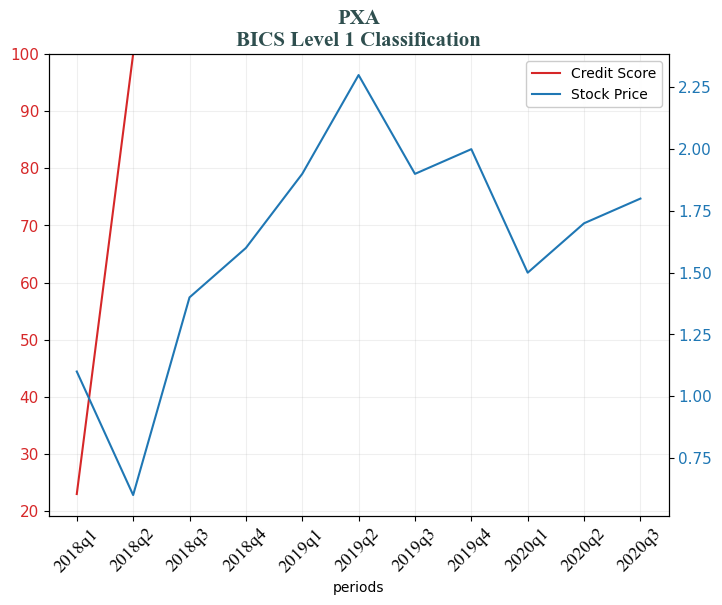 PXA
BICS Level 1 Classification
100
90
80
70
60
50
40
30
20
Credit Score
Stock Price
2.25
2.00
1.75
1.50
1.25
1.00
0.75
2018q1
2018q2
2018q3
2018q4
2019q1
2019q2
2019q3
2019q4
2020q1
2020q2
2020q3
periods